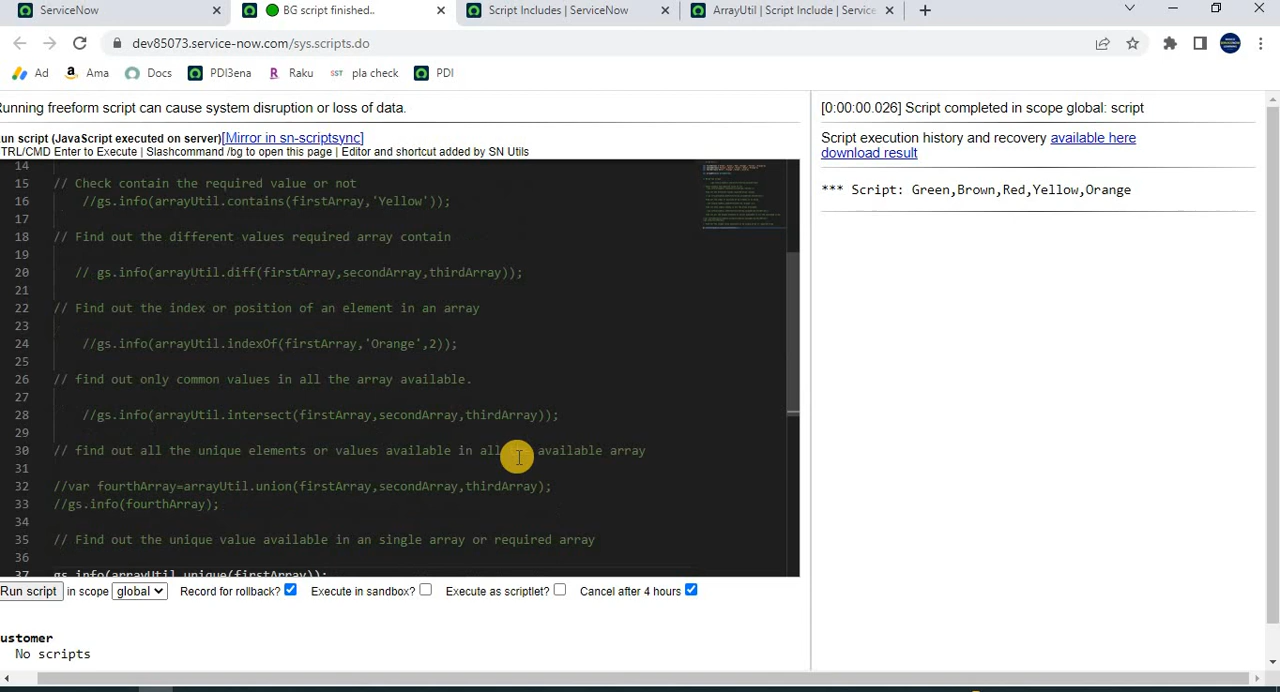 ServiceNow
BG script finished..
Script Includes | ServiceNow
ArrayUtil | Script Include | Service
dev85073.service-now.com/sys.scripts.do
Ad
Ama
Docs
PDI3ena
Raku
SST
pla check
PDI
Running freeform script can cause system disruption or loss of data.
un script (JavaScript executed on server)[Mirror in sn-scriptsync]
TRL/CMD Enter to Execute | Slashcommand /bg to open this page | Editor and shortcut added by SN Utils
14
// Check contain the required value or not
'Yellow'));
17
18 // Find out the different values required array contain
19
20 // gs.info(arrayUtil.diff(firstArray,secondArray,thirdArray));
21
22 // Find out the index or position of an element in an array
23
24 //gs.info(arrayUtil.indexOf(firstArray,'Orange',2));
25
26 // find out only common values in all the array available.
27
28 //gs.info(arrayUtil.intersect(firstArray,secondArray,thirdArray));
29
30 // find out all the unique elements or values available in all available array
31
32 //var fourthArray=arrayUtil.union(firstArray,secondArray,thirdArray);
33 //gs.info(fourthArray);
34
35 // Find out the unique value available in an single array or required array
36
37 gs.info(arrayUtil.unique(firstArray));
Run script in scope global Record for rollback? Execute in sandbox? Execute as scriptlet? Cancel after 4 hours
ustomer
No scripts
[0:00:00.026] Script completed in scope global: script
Script execution history and recovery available here
download result
*** Script: Green,Brown,Red,Yellow,Orange